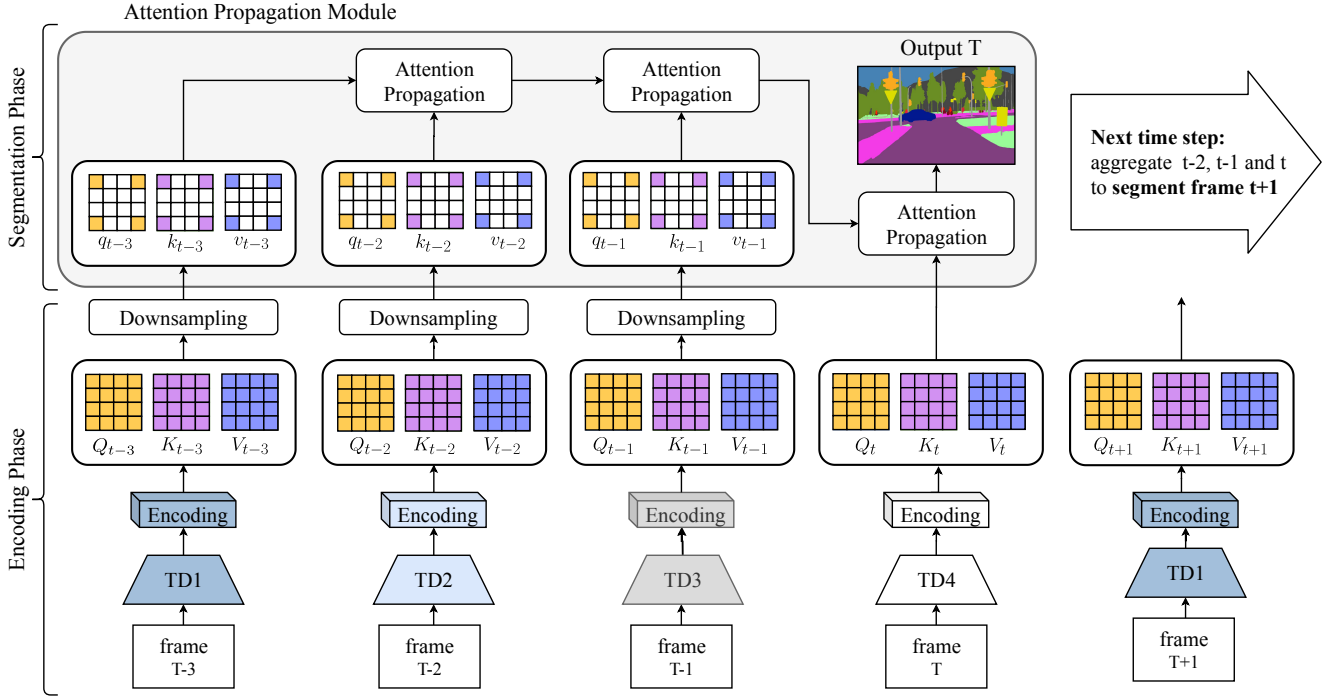 Attention Propagation Module
Segmentation Phase
Attention
Propagation
Attention
Propagation
Output T
Next time step:
aggregate t-2, t-1 and t
to segment frame t+1
q_{t-3} k_{t-3} v_{t-3}
q_{t-2} k_{t-2} v_{t-2}
q_{t-1} k_{t-1} v_{t-1}
Attention
Propagation
Encoding Phase
Downsampling
Downsampling
Downsampling
Q_{t-3} K_{t-3} V_{t-3}
Q_{t-2} K_{t-2} V_{t-2}
Q_{t-1} K_{t-1} V_{t-1}
Q_t K_t V_t
Q_{t+1} K_{t+1} V_{t+1}
Encoding
Encoding
Encoding
Encoding
Encoding
TD1
TD2
TD3
TD4
TD1
frame
T-3
frame
T-2
frame
T-1
frame
T
frame
T+1